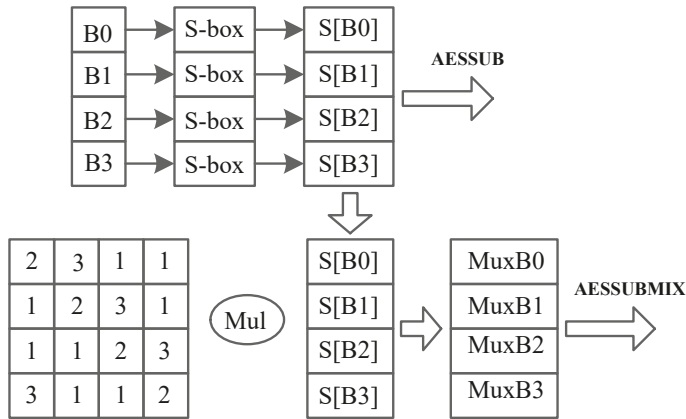 B0 S-box S[B0]
B1 S-box S[B1]
B2 S-box S[B2]
B3 S-box S[B3]
AESSUB
2 3 1 1
1 2 3 1
1 1 2 3
3 1 1 2
Mul
S[B0]
S[B1]
S[B2]
S[B3]
MuxB0
MuxB1
MuxB2
MuxB3
AESSUBMIX